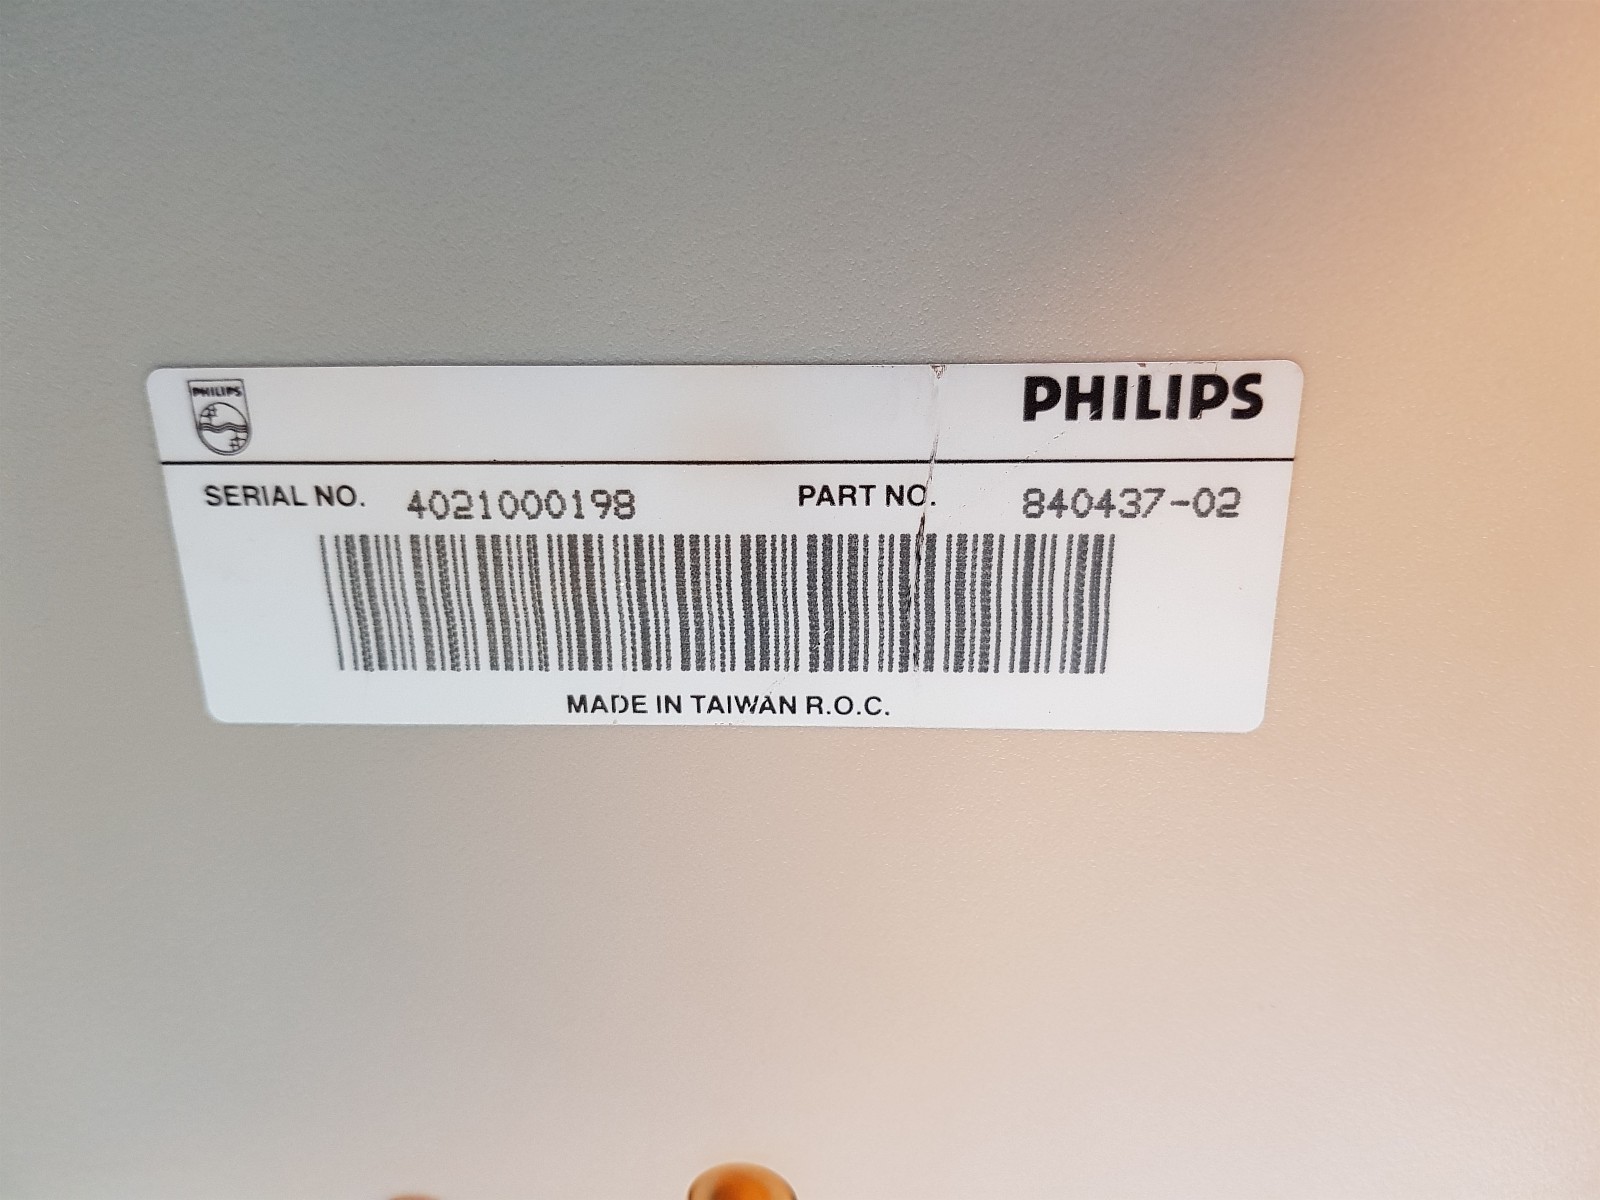 PHILIPS
PHILIPS
SERIAL NO. 4021000198 PART NO. 840437-02
MADE IN TAIWAN R.O.C.